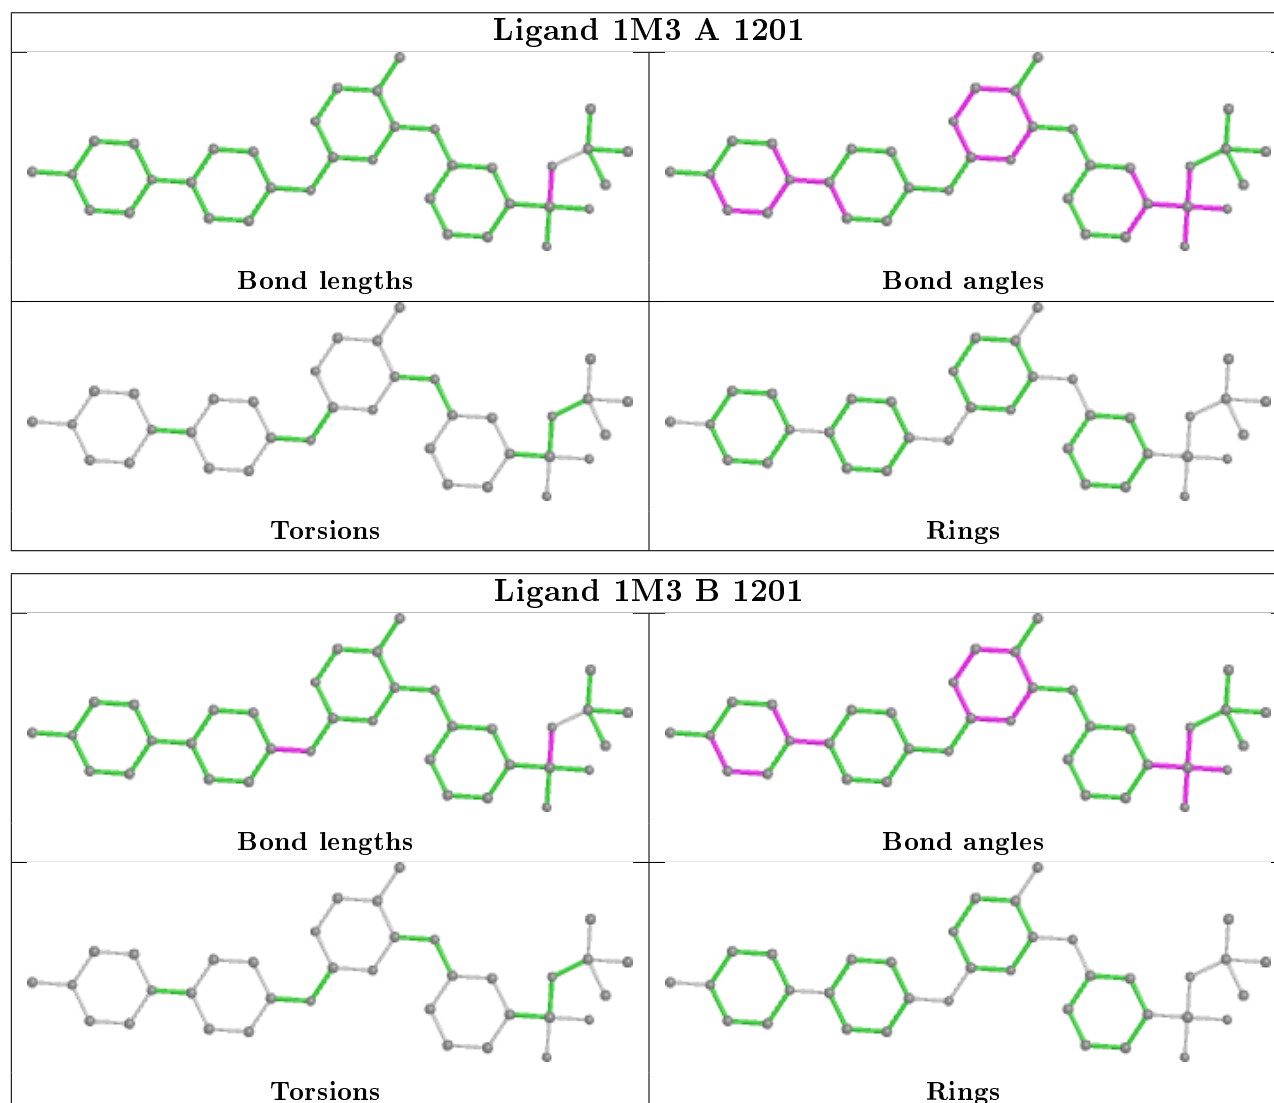 Ligand 1M3 A 1201
Bond lengths
Bond angles
Torsions
Rings
Ligand 1M3 B 1201
Bond lengths
Bond angles
Torsions
Rings